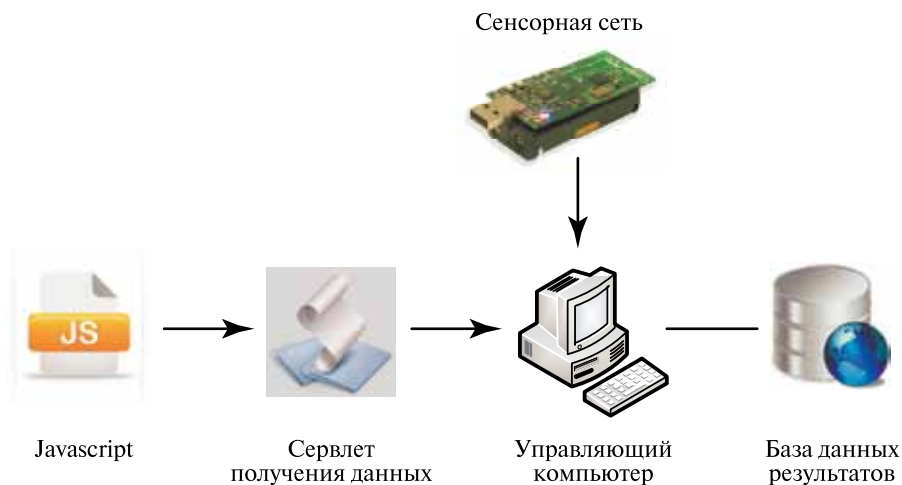 Сенсорная сеть
JS
Javascript
Сервлет
получения данных
Управляющий
компьютер
База данных
результатов